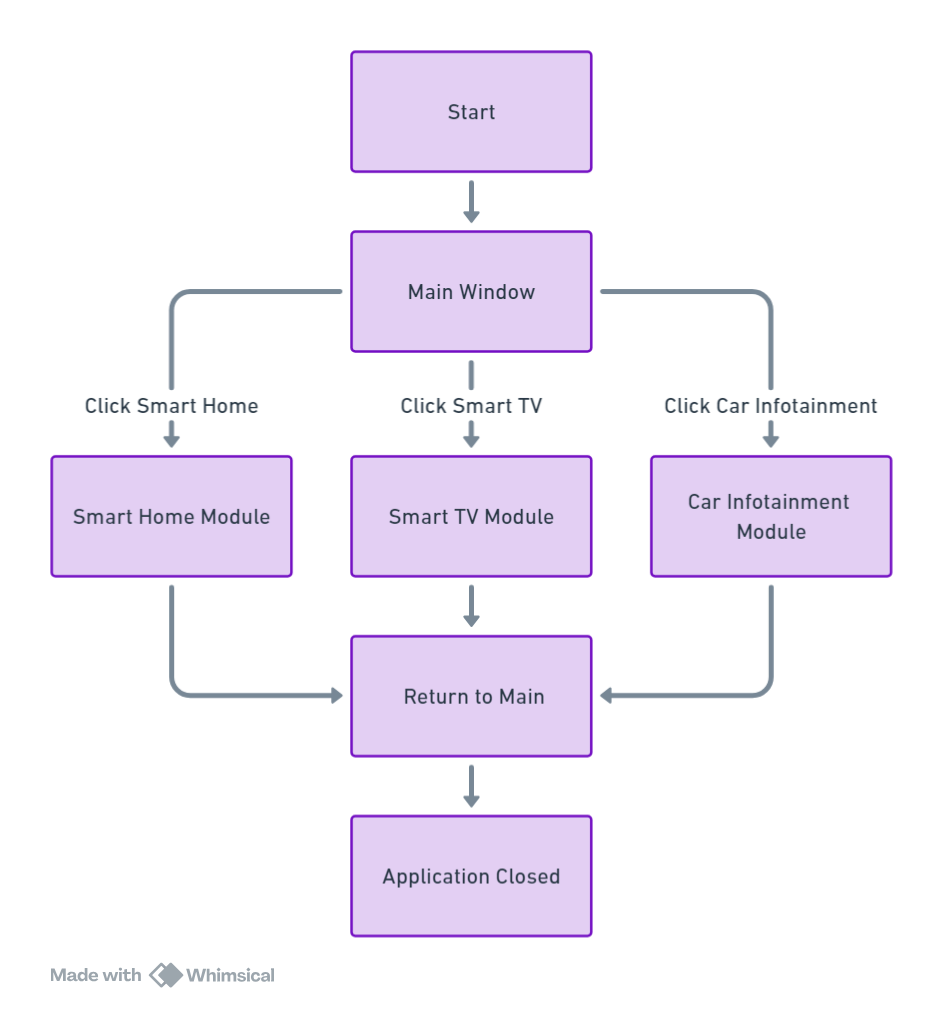 Start
Main Window
Click Smart Home
Click Smart TV
Click Car Infotainment
Smart Home Module
Smart TV Module
Car Infotainment
Module
Return to Main
Application Closed
Made with Whimsical